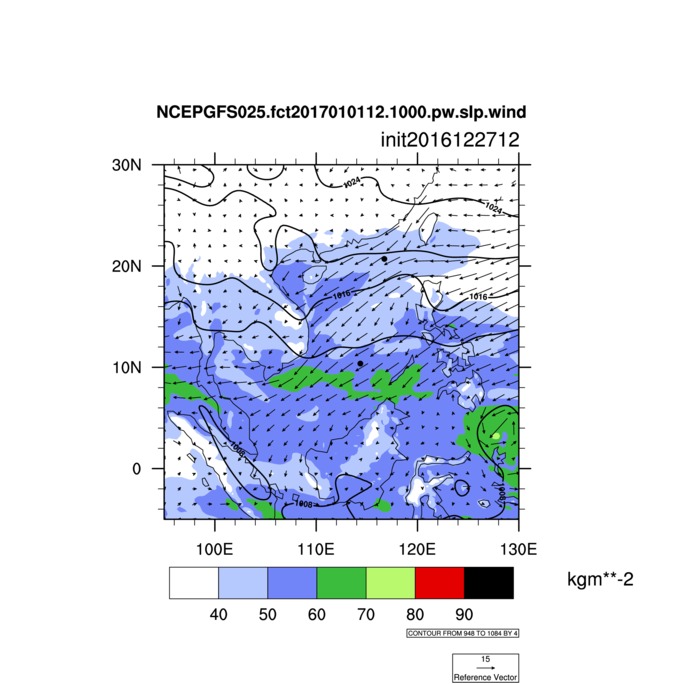 NCEPGFS025.fct2017010112.1000.pw.slp.wind
init2016122712
30N
1024
1024
20N
1016
1016
10N
1008
0
1008
1008
100E 110E 120E 130E
kgm**-2
40 50 60 70 80 90
CONTOUR FROM 948 TO 1084 BY 4
15
Reference Vector